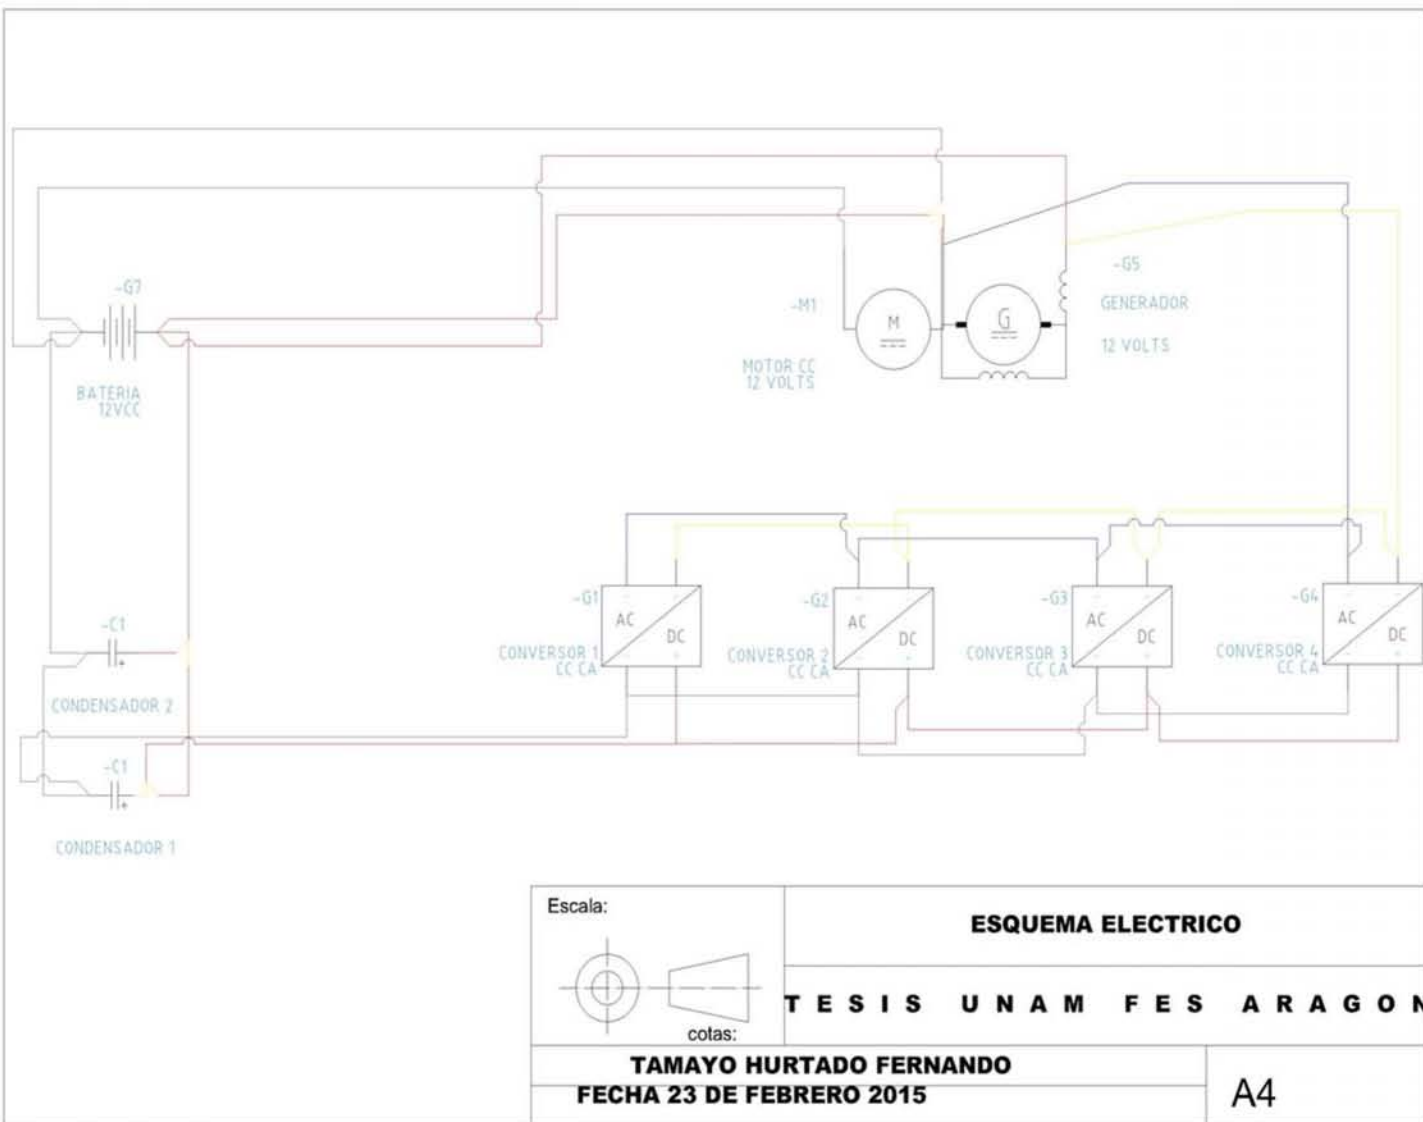 -G7
BATERIA
12VCC
-M1
MOTOR CC
12 VOLTS
M
G
-G5
GENERADOR
12 VOLTS
-G1
AC
DC
CONVERSOR 1
CC CA
-G2
AC
DC
CONVERSOR 2
CC CA
-G3
AC
DC
CONVERSOR 3
CC CA
-G4
AC
DC
CONVERSOR 4
CC CA
-C1
+
CONDENSADOR 2
-C1
+
CONDENSADOR 1
Escala:
cotas:
ESQUEMA ELECTRICO
TESIS UNAM FES ARAGON
TAMAYO HURTADO FERNANDO
FECHA 23 DE FEBRERO 2015
A4